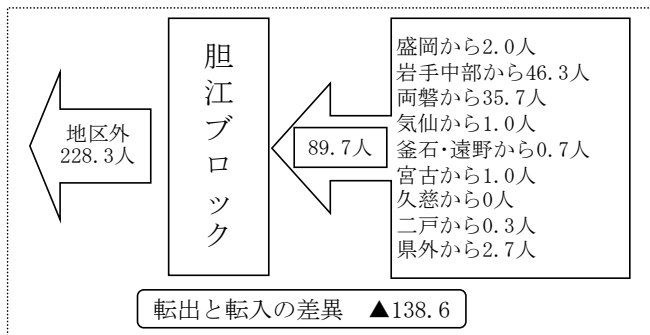 地区外
228.3人
胆江ブロック
89.7人
盛岡から2.0人
岩手中部から46.3人
両磐から35.7人
気仙から1.0人
釜石・遠野から0.7人
宮古から1.0人
久慈から0人
二戸から0.3人
県外から2.7人
転出と転入の差異　▲138.6